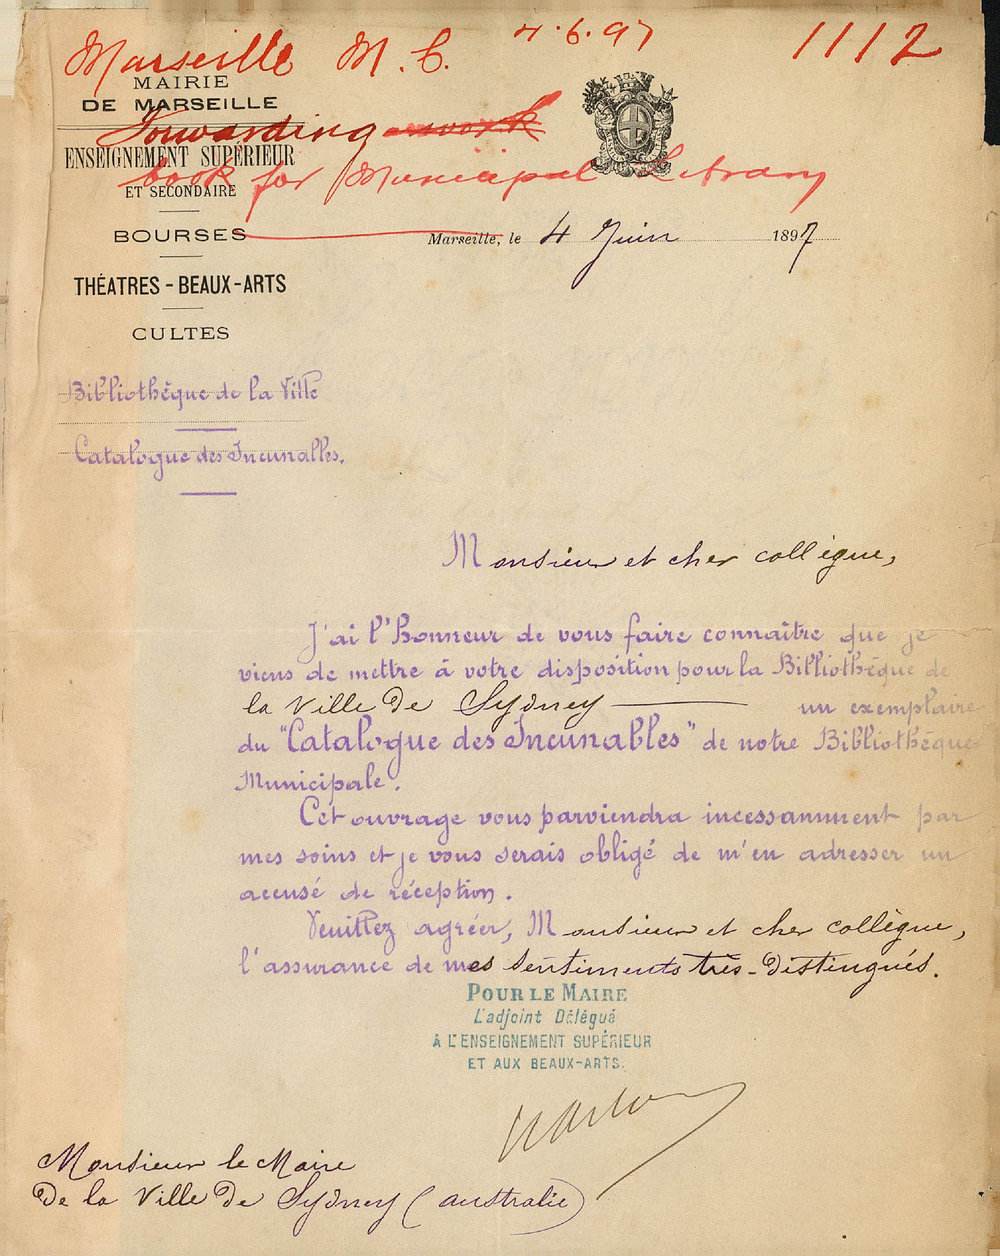 Marseille M. C. 4.6.97 1112
MAIRIE
DE MARSEILLE
Forwarding work
ENSEIGNEMENT SUPÉRIEUR
book for Municipal Library
ET SECONDAIRE
BOURSES
Marseille, le 4 Juin 1897
THÉATRES - BEAUX-ARTS
CULTES
Bibliothèque de la Ville
Catalogue des Incunables.
Monsieur et cher collègue,
J'ai l'Honneur de vous faire connaître que je
viens de mettre à votre disposition pour la Bibliothèque de
la Ville de Sydney un exemplaire
du "Catalogue des Incunables" de notre Bibliothèque
Municipale.
Cet ouvrage vous parviendra incessamment par
mes soins et je vous serais obligé de m'en adresser un
accusé de réception.
Veuillez agréer, Monsieur et cher collègue,
l'assurance de mes sentiments très-distingués.
POUR LE MAIRE
L'adjoint Délégué
A L'ENSEIGNEMENT SUPÉRIEUR
ET AUX BEAUX-ARTS.
Monsieur le Maire
De la Ville de Sydney (australie)